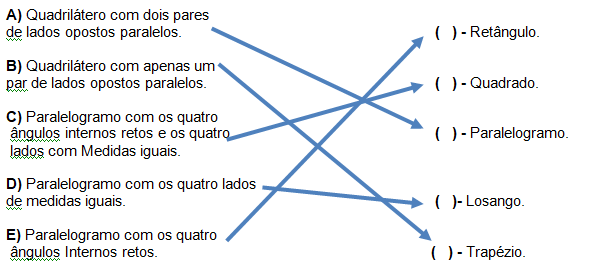 A) Quadrilátero com dois pares
de lados opostos paralelos.
B) Quadrilátero com apenas um
par de lados opostos paralelos.
C) Paralelogramo com os quatro
ângulos internos retos e os quatro
lados com Medidas iguais.
D) Paralelogramo com os quatro lados
de medidas iguais.
E) Paralelogramo com os quatro
ângulos Internos retos.
( ) - Retângulo.
( ) - Quadrado.
( ) - Paralelogramo.
( )- Losango.
( ) - Trapézio.